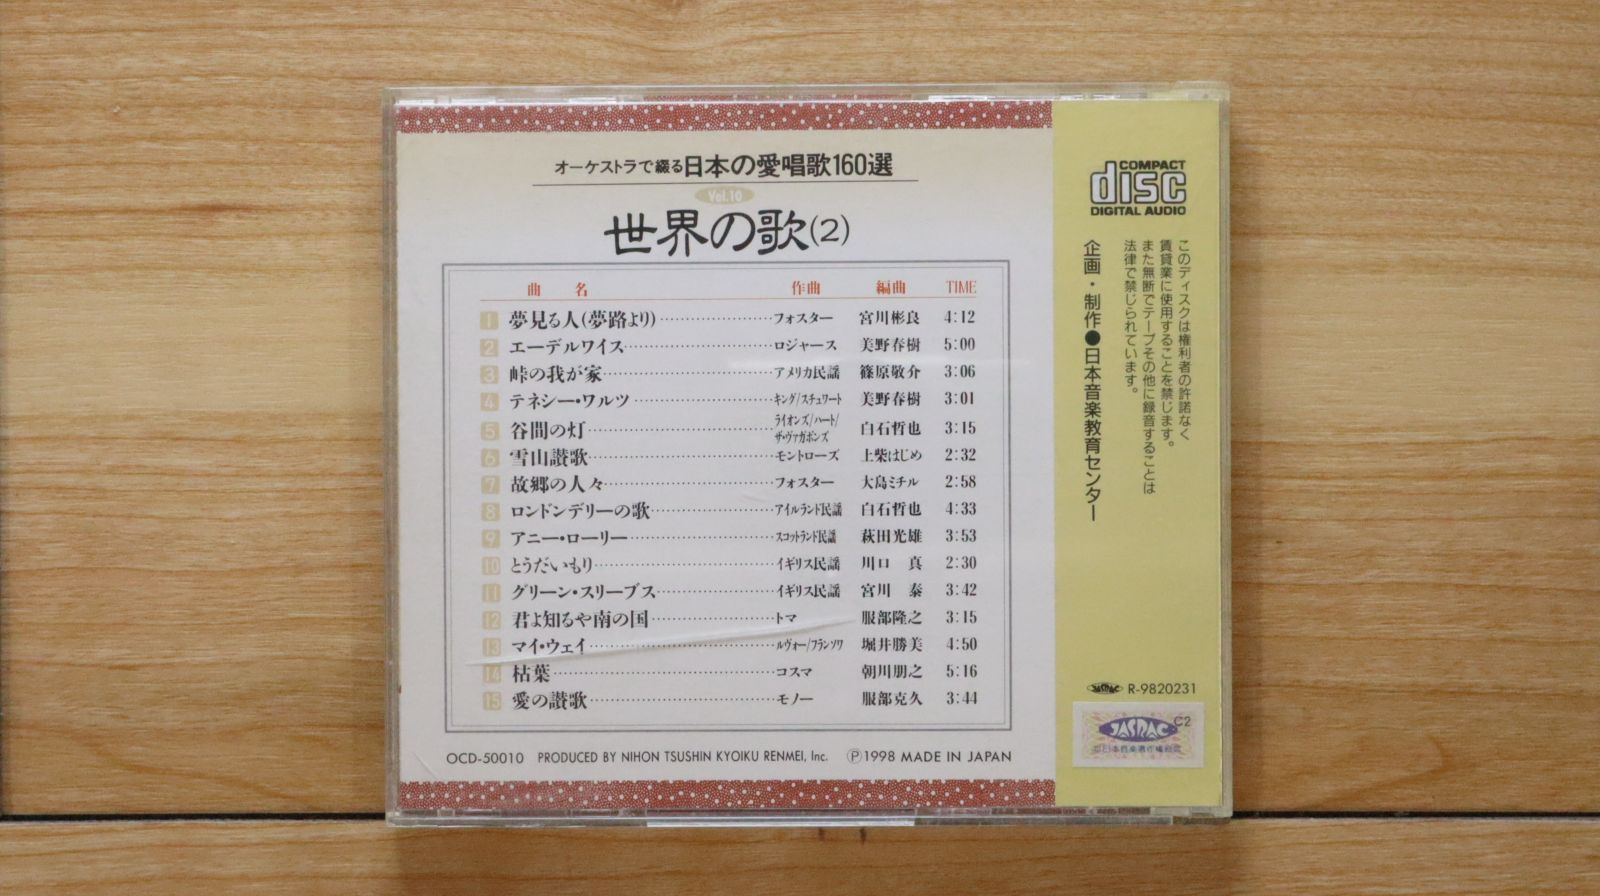 オーケストラで綴る日本の愛唱歌160選
Vol.10
世界の歌(2)
曲 名 作曲 編曲 TIME
1 夢見る人(夢路より) フォスター 宮川彬良 4:12
2 エーデルワイス ロジャース 美野春樹 5:00
3 峠の我が家 アメリカ民謡 篠原敬介 3:06
4 テネシー・ワルツ キング/スチュワート 美野春樹 3:01
5 谷間の灯 ライオンズ/ハート/ザ・ヴァガボンズ 白石哲也 3:15
6 雪山讃歌 モントローズ 上柴はじめ 2:32
7 故郷の人々 フォスター 大島ミチル 2:58
8 ロンドンデリーの歌 アイルランド民謡 白石哲也 4:33
9 アニー・ローリー スコットランド民謡 萩田光雄 3:53
10 とうだいもり イギリス民謡 川口 真 2:30
11 グリーン・スリーブス イギリス民謡 宮川 泰 3:42
12 君よ知るや南の国 トマ 服部隆之 3:15
13 マイ・ウェイ ルヴォー/フランソワ 堀井勝美 4:50
14 枯葉 コスマ 朝川朋之 5:16
15 愛の讃歌 モノー 服部克久 3:44
OCD-50010 PRODUCED BY NIHON TSUSHIN KYOIKU RENMEI, Inc. Ⓟ1998 MADE IN JAPAN
COMPACT
disc
DIGITAL AUDIO
このディスクは権利者の許諾なく
賃貸業に使用することを禁じます。
また無断でテープその他に録音することは
法律で禁じられています。
企画・制作●日本音楽教育センター
JASRAC R-9820231
JASRAC C2